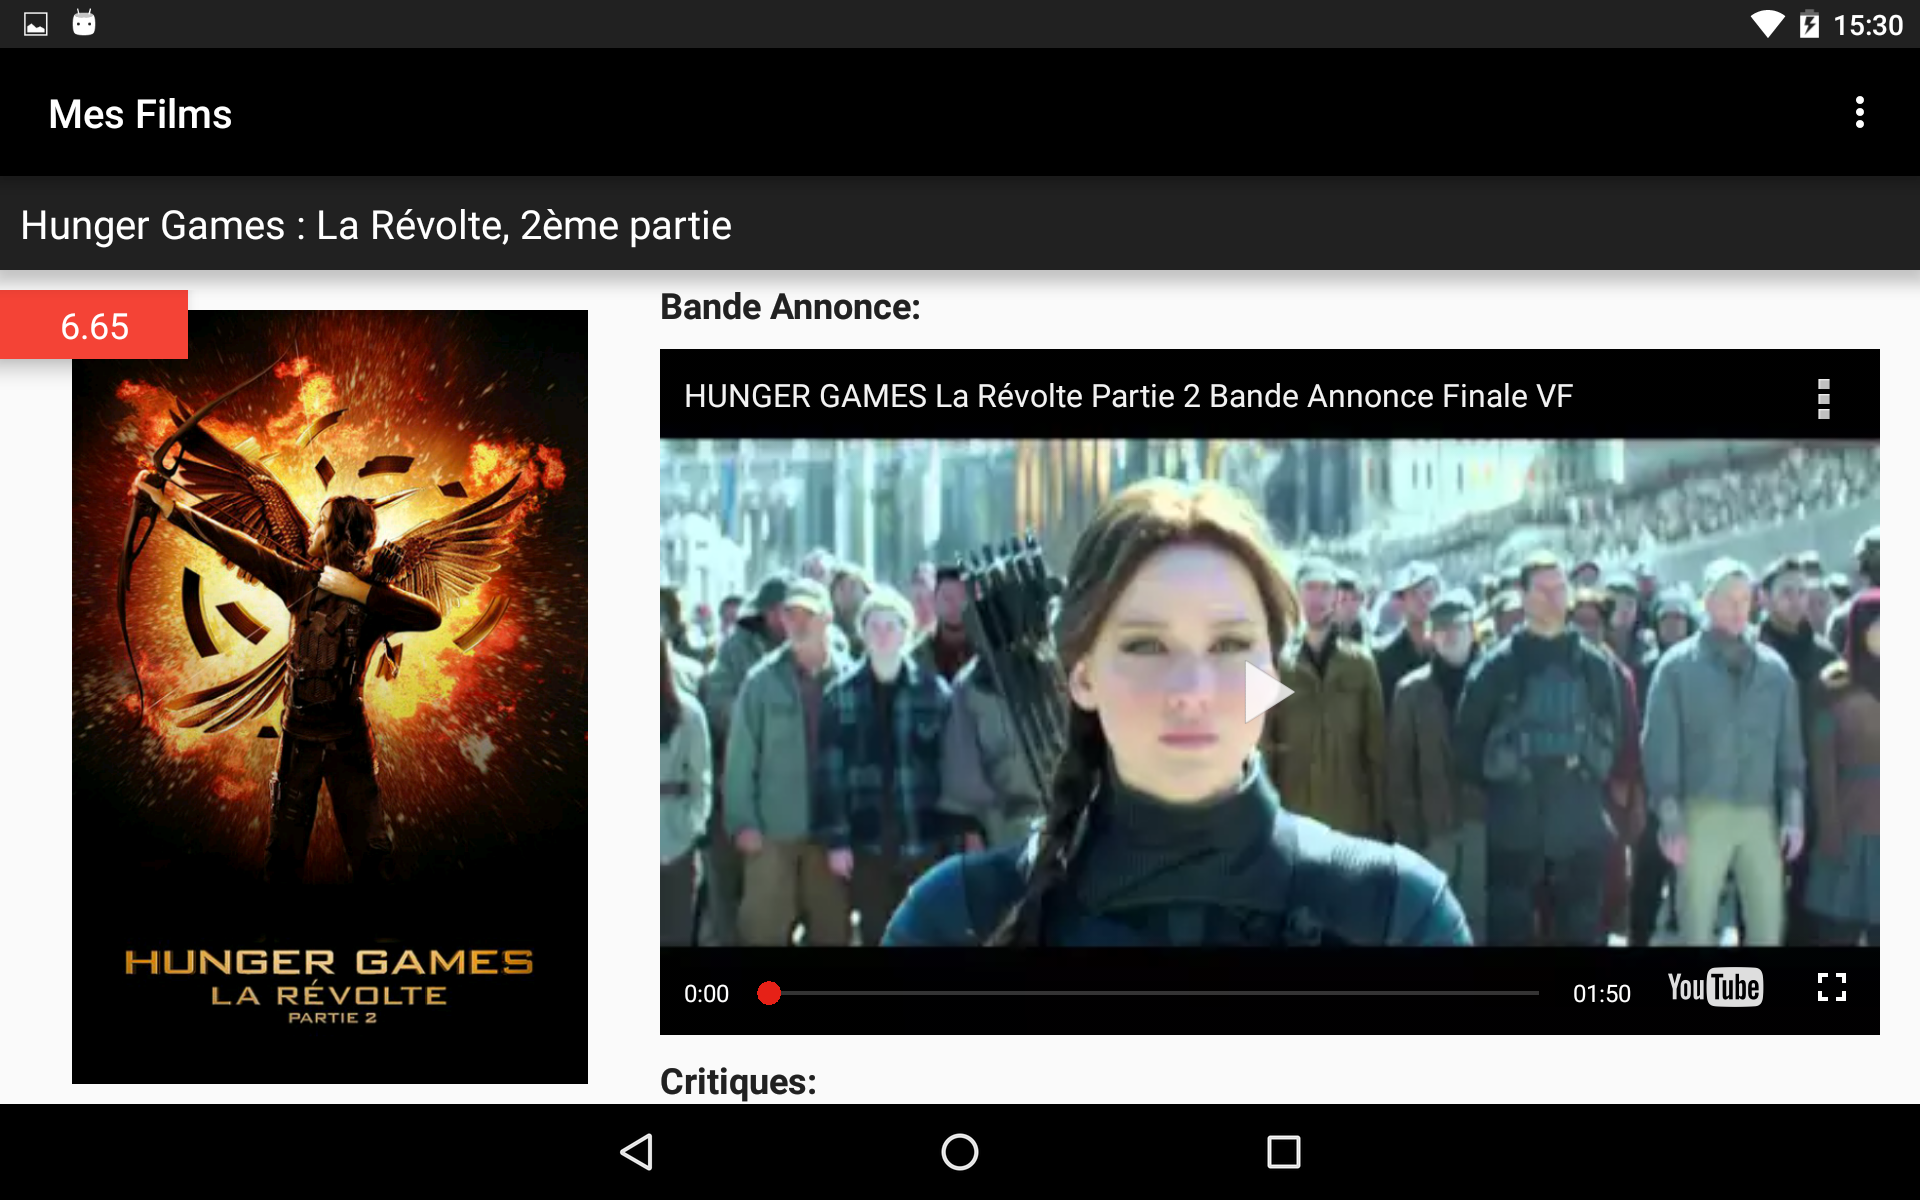 15:30
Mes Films
Hunger Games : La Révolte, 2ème partie
6.65
HUNGER GAMES
LA RÉVOLTE
PARTIE 2
Bande Annonce:
HUNGER GAMES La Révolte Partie 2 Bande Annonce Finale VF
0:00
01:50
YouTube
Critiques: